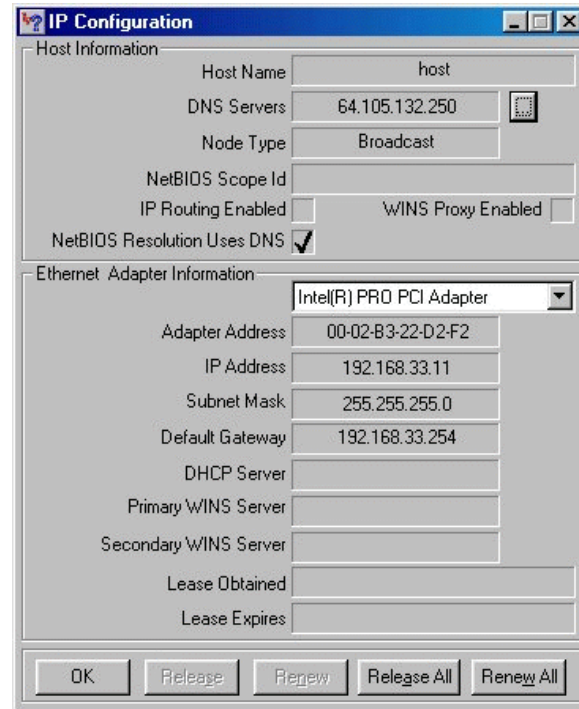 IP Configuration
Host Information
Host Name host
DNS Servers 64.105.132.250
Node Type Broadcast
NetBIOS Scope Id
IP Routing Enabled WINS Proxy Enabled
NetBIOS Resolution Uses DNS
Ethernet Adapter Information
Intel(R) PRO PCI Adapter
Adapter Address 00-02-B3-22-D2-F2
IP Address 192.168.33.11
Subnet Mask 255.255.255.0
Default Gateway 192.168.33.254
DHCP Server
Primary WINS Server
Secondary WINS Server
Lease Obtained
Lease Expires
OK Release Renew Release All Renew All